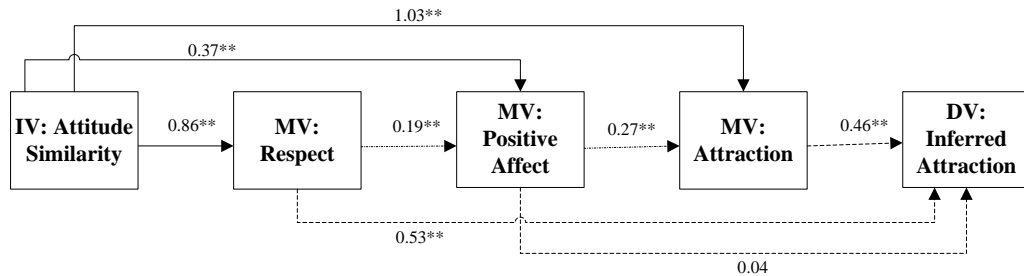 1.03**
0.37**
IV: Attitude
Similarity
0.86**
MV:
Respect
0.19**
MV:
Positive
Affect
0.27**
MV:
Attraction
0.46**
DV:
Inferred
Attraction
0.53**
0.04